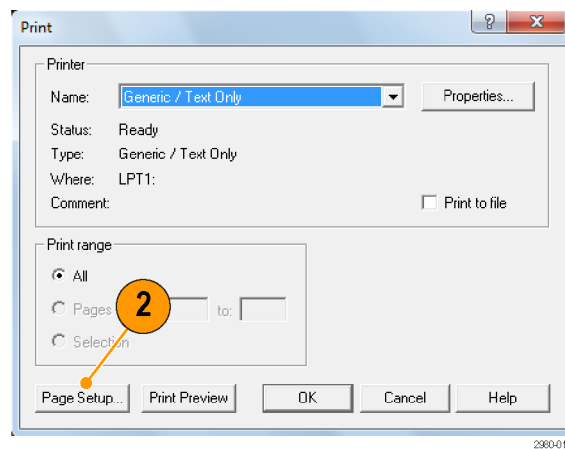 Print
Printer
Name: Generic / Text Only Properties...
Status: Ready
Type: Generic / Text Only
Where: LPT1:
Comment: Print to file
Print range
All
Pages to:
Selection
2
Page Setup... Print Preview OK Cancel Help
2980-01